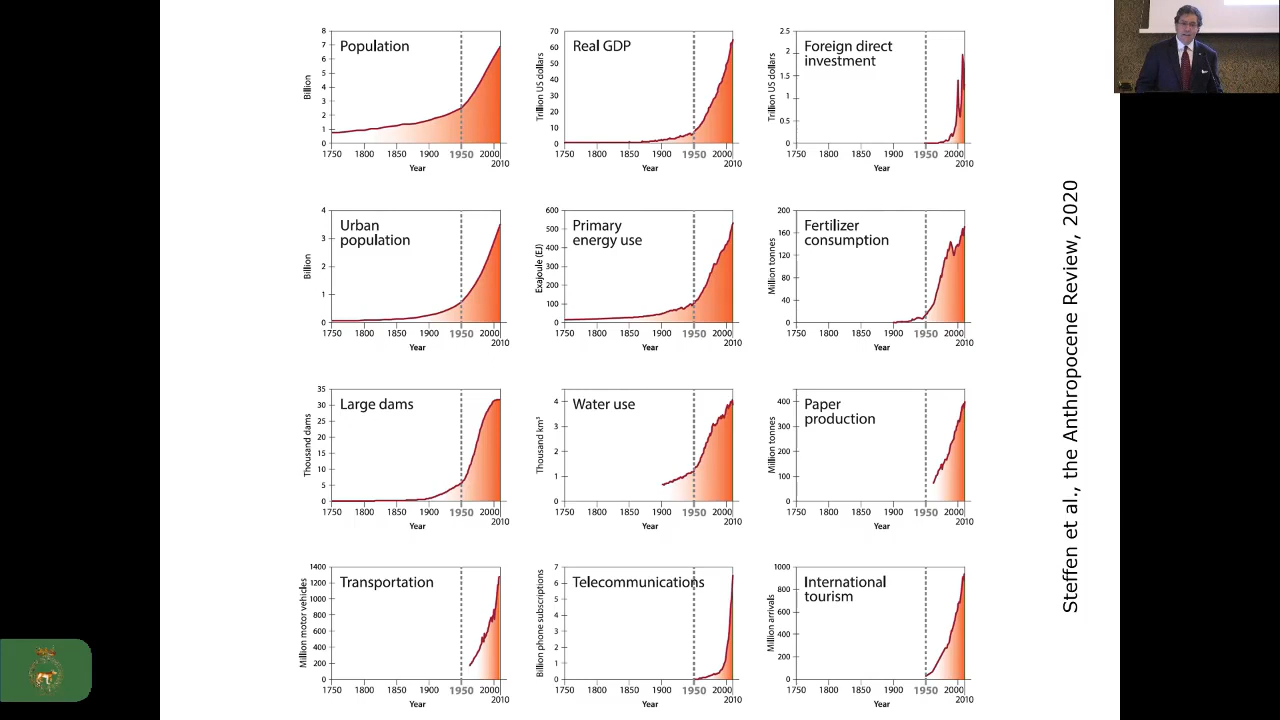 Population
Billion
8
7
6
5
4
3
2
1
0
1750 1800 1850 1900 1950 2000
2010
Year
Real GDP
Trillion US dollars
70
60
50
40
30
20
10
0
1750 1800 1850 1900 1950 2000
2010
Year
Foreign direct
investment
Trillion US dollars
2.5
2
1.5
1
0.5
0
1750 1800 1850 1900 1950 2000
2010
Year
Urban
population
Billion
4
3
2
1
0
1750 1800 1850 1900 1950 2000
2010
Year
Primary
energy use
Exajoule (EJ)
600
500
400
300
200
100
0
1750 1800 1850 1900 1950 2000
2010
Year
Fertilizer
consumption
Million tonnes
200
160
120
80
40
0
1750 1800 1850 1900 1950 2000
2010
Year
Large dams
Thousand dams
35
30
25
20
15
10
5
0
1750 1800 1850 1900 1950 2000
2010
Year
Water use
Thousand km³
4
3
2
1
0
1750 1800 1850 1900 1950 2000
2010
Year
Paper
production
Million tonnes
400
300
200
100
0
1750 1800 1850 1900 1950 2000
2010
Year
Transportation
Million motor vehicles
1400
1200
1000
800
600
400
200
1750 1800 1850 1900 1950 2000
2010
Year
Telecommunications
Billion phone subscriptions
7
6
5
4
3
2
1
0
1750 1800 1850 1900 1950 2000
2010
Year
International
tourism
Million arrivals
1000
800
600
400
200
0
1750 1800 1850 1900 1950 2000
2010
Year
Steffen et al., the Anthropocene Review, 2020